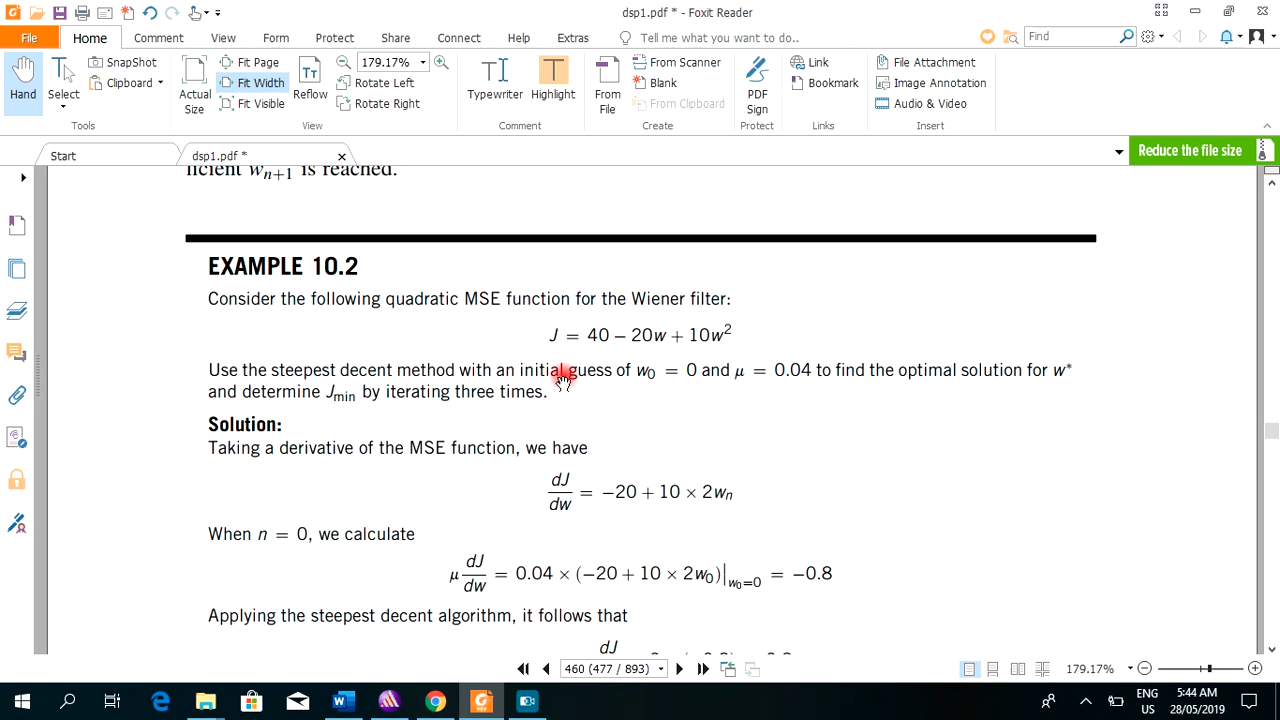 dsp1.pdf * - Foxit Reader
File Home Comment View Form Protect Share Connect Help Extras Tell me what you want to do.. Find
Hand Select SnapShot Clipboard Tools
Actual Size Fit Page Fit Width Fit Visible Reflow 179.17% Rotate Left Rotate Right View
Typewriter Highlight Comment
From File From Scanner Blank From Clipboard Create
PDF Sign Protect
Link Bookmark Links
File Attachment Image Annotation Audio & Video Insert
Start dsp1.pdf * Reduce the file size
ficient wₙ₊₁ is reached.
EXAMPLE 10.2
Consider the following quadratic MSE function for the Wiener filter:
J = 40 − 20w + 10w²
Use the steepest decent method with an initial guess of w₀ = 0 and μ = 0.04 to find the optimal solution for w*
and determine Jmin by iterating three times.
Solution:
Taking a derivative of the MSE function, we have
dJ/dw = −20 + 10 × 2wₙ
When n = 0, we calculate
μ dJ/dw = 0.04 × (−20 + 10 × 2w₀)|w₀=0 = −0.8
Applying the steepest decent algorithm, it follows that
dJ
460 (477 / 893) 179.17%
ENG 5:44 AM
US 28/05/2019